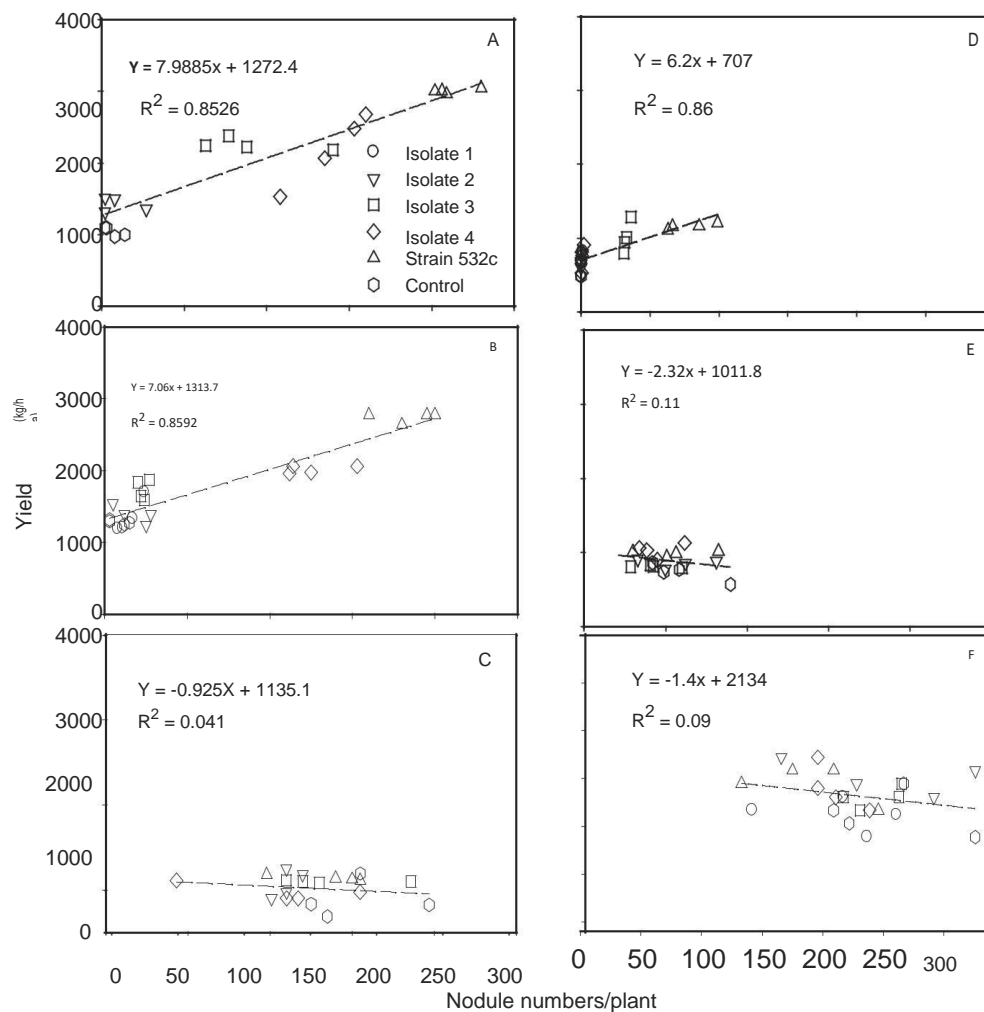 4000
A
Y = 7.9885x + 1272.4
R2 = 0.8526
3000
2000
1000
0
Isolate 1
Isolate 2
Isolate 3
Isolate 4
Strain 532c
Control
D
Y = 6.2x + 707
R2 = 0.86
4000
B
Y = 7.06x + 1313.7
R2 = 0.8592
3000
2000
1000
0
Yield
(kg/h
E
Y = -2.32x + 1011.8
R2 = 0.11
4000
C
Y = -0.925X + 1135.1
R2 = 0.041
3000
2000
1000
0
F
Y = -1.4x + 2134
R2 = 0.09
0 50 100 150 200 250 300
0 50 100 150 200 250 300
Nodule numbers/plant